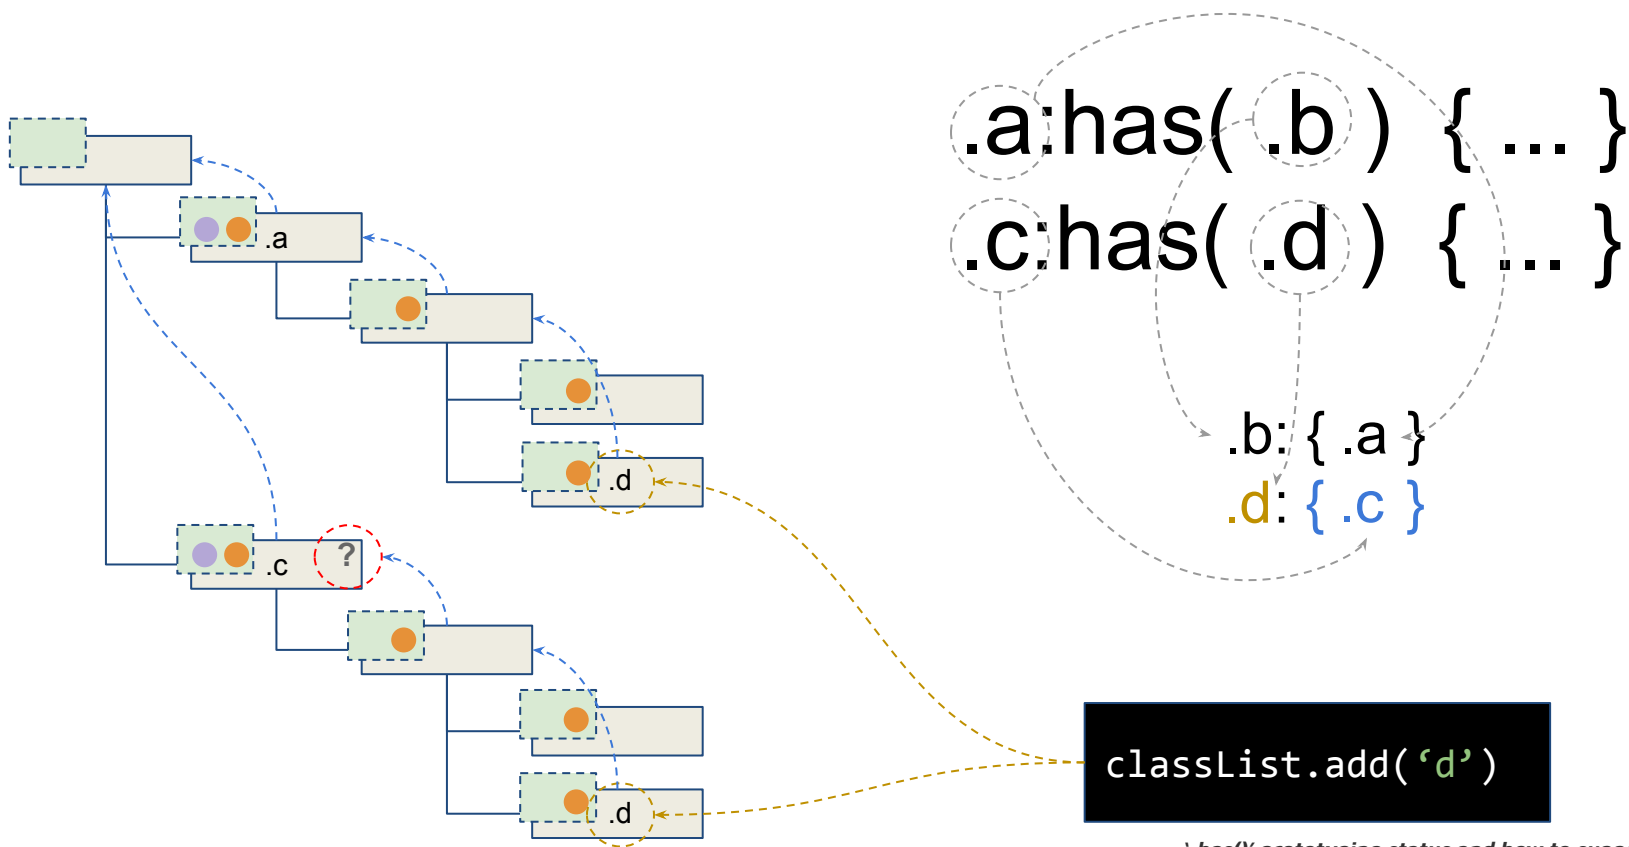 .a:has( .b ) { ... }
.c:has( .d ) { ... }
.a
.d
.b: { .a }
.d: { .c }
.c ?
.d
classList.add(‘d’)